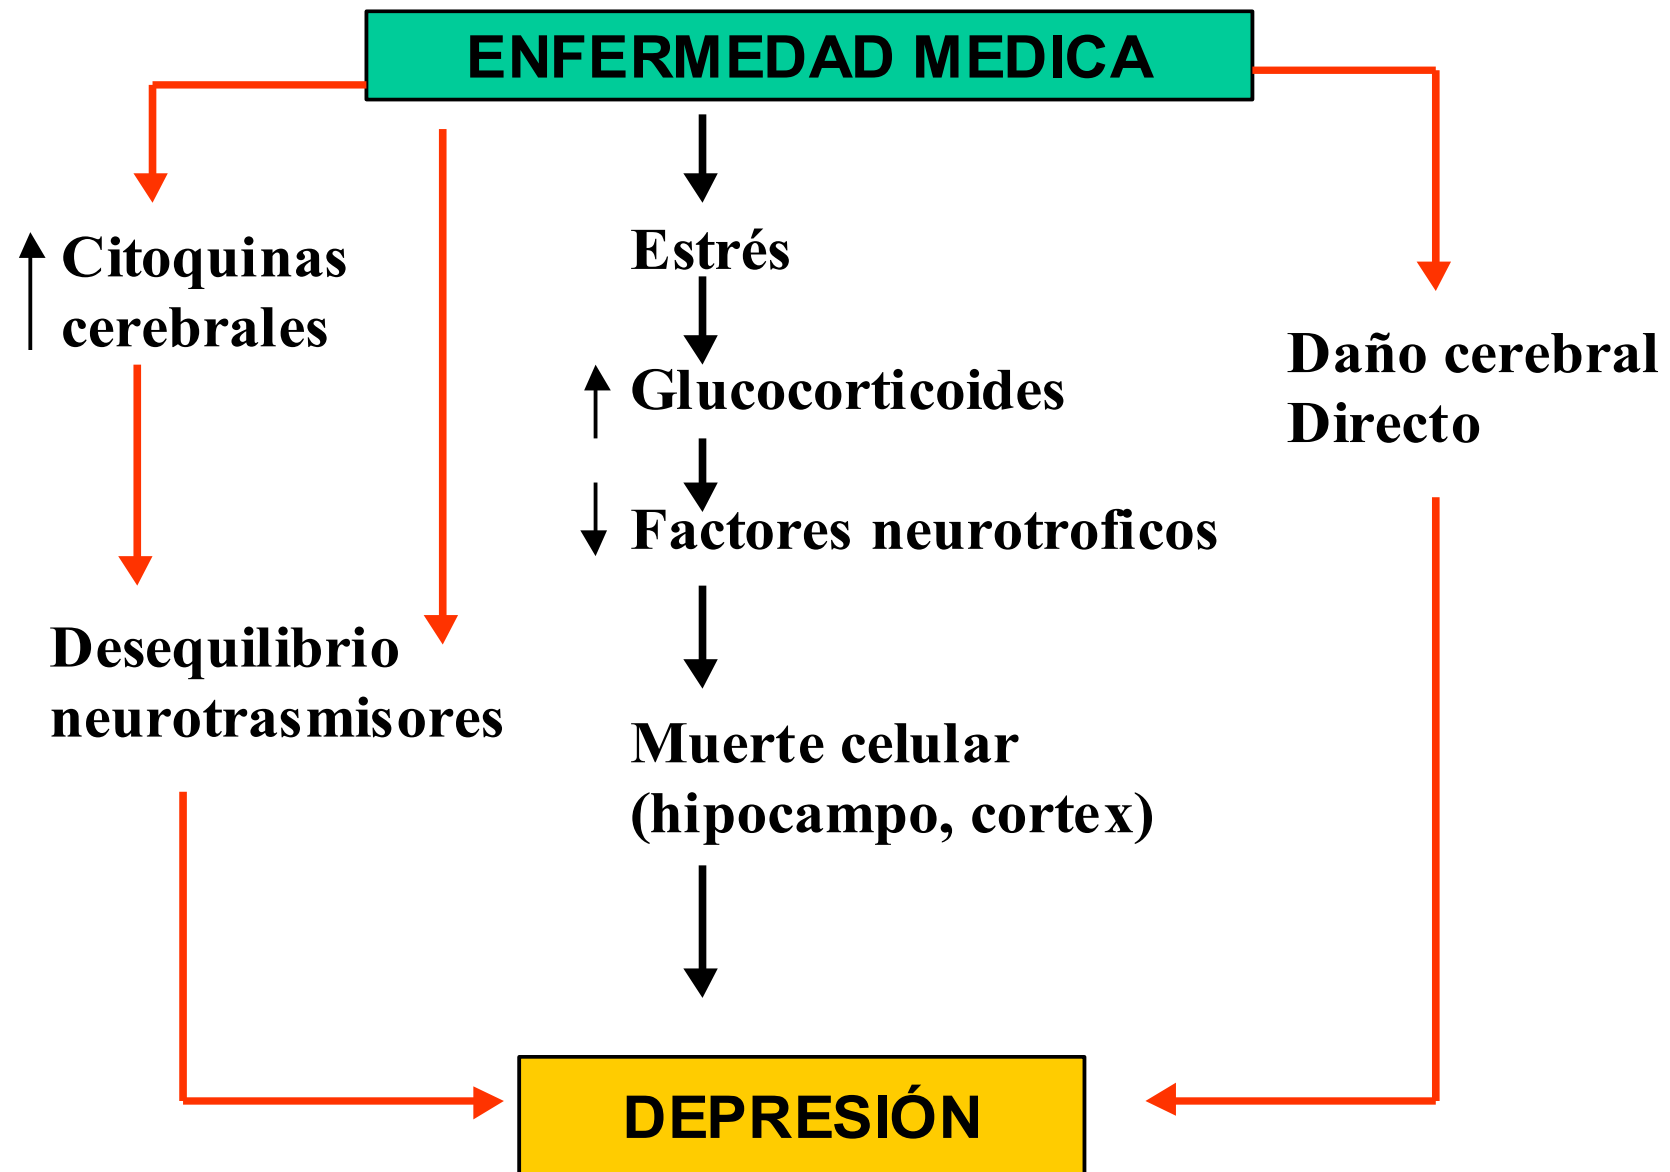 ENFERMEDAD MEDICA
Citoquinas
cerebrales
Desequilibrio
neurotrasmisores
Estrés
Glucocorticoides
Factores neurotroficos
Muerte celular
(hipocampo, cortex)
Daño cerebral
Directo
DEPRESIÓN